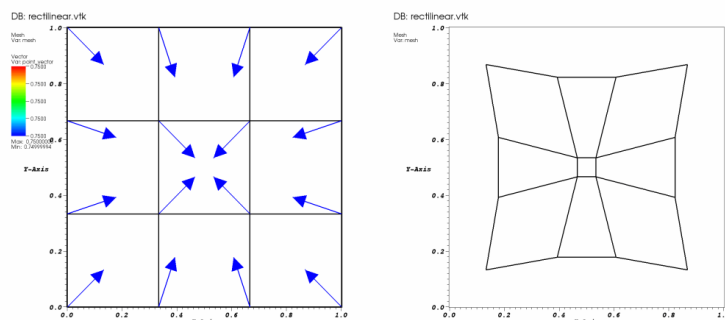 DB: rectilinear.vtk
Mesh
Var: mesh
Vector
Var: point_vector
0.7500
0.7500
0.7500
0.7500
0.7500
Min: 0.74999994
1.0
0.8
0.6
Y-Axis
0.4
0.2
0.0
0.0 0.2 0.4 0.6 0.8 1.0
DB: rectilinear.vtk
Mesh
Var: mesh
1.0
0.8
0.6
Y-Axis
0.4
0.2
0.0
0.0 0.2 0.4 0.6 0.8 1.0